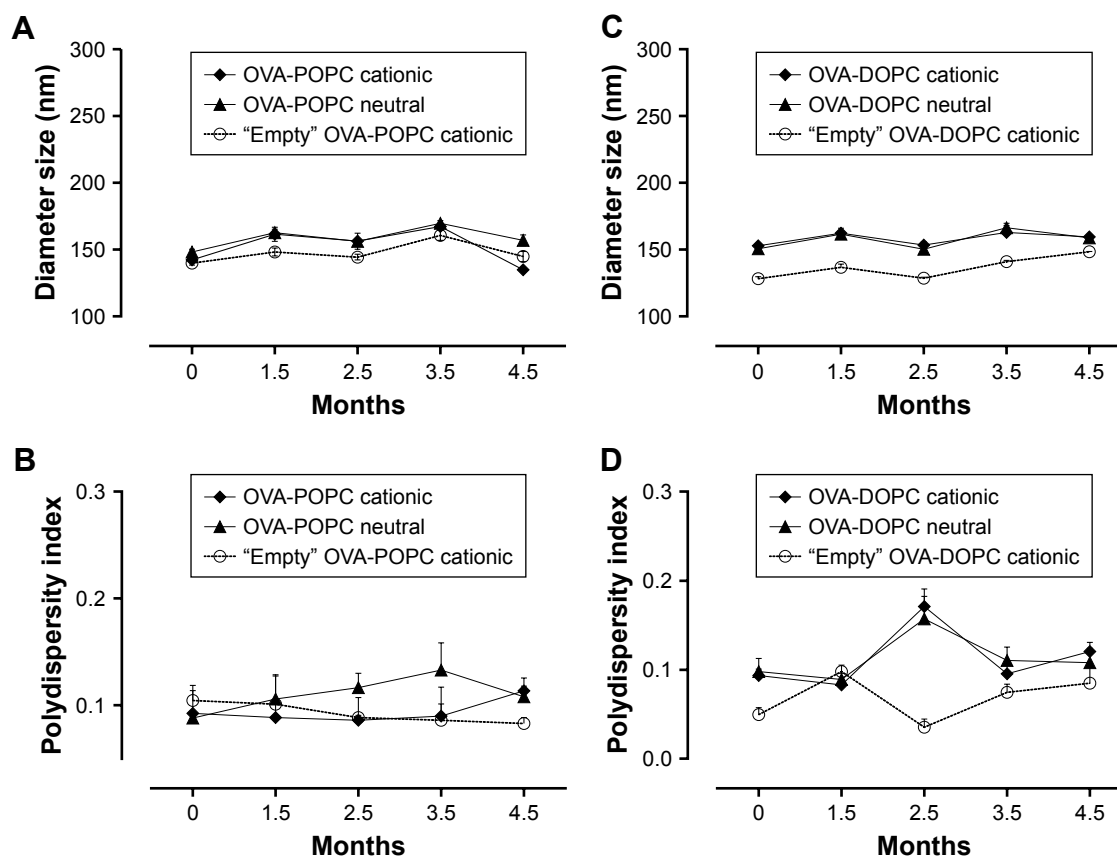 A
Diameter size (nm)
300
250
200
150
100
OVA-POPC cationic
OVA-POPC neutral
“Empty” OVA-POPC cationic
0 1.5 2.5 3.5 4.5
Months
C
Diameter size (nm)
300
250
200
150
100
OVA-DOPC cationic
OVA-DOPC neutral
“Empty” OVA-DOPC cationic
0 1.5 2.5 3.5 4.5
Months
B
Polydispersity index
0.3
0.2
0.1
OVA-POPC cationic
OVA-POPC neutral
“Empty” OVA-POPC cationic
0 1.5 2.5 3.5 4.5
Months
D
Polydispersity index
0.3
0.2
0.1
0.0
OVA-DOPC cationic
OVA-DOPC neutral
“Empty” OVA-DOPC cationic
0 1.5 2.5 3.5 4.5
Months